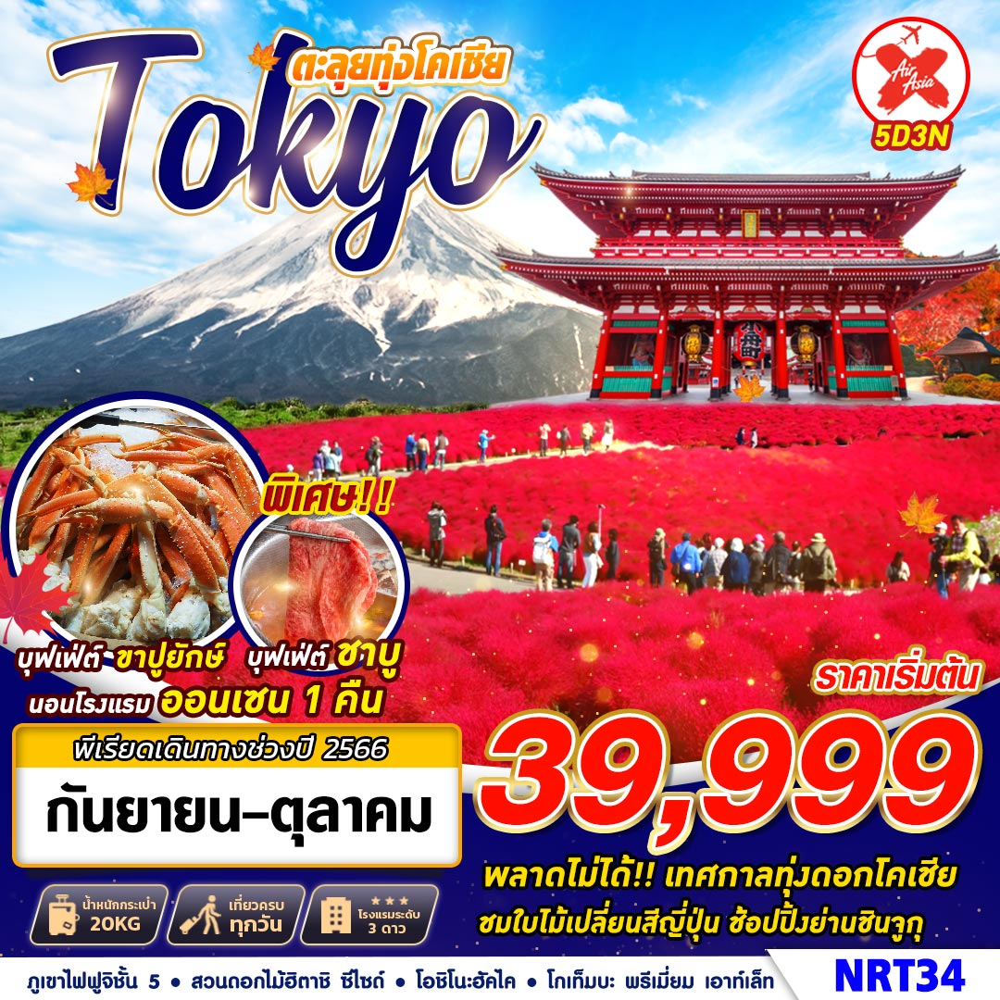 ตะลุยทุ่งโคเชีย
Tokyo
Air
Asia
5D3N
小舟町
พิเศษ!!
บุฟเฟ่ต์ ขาปูยักษ์ บุฟเฟ่ต์ ชาบู
นอนโรงแรม ออนเซน 1 คืน
พีเรียดเดินทางช่วงปี 2566
กันยายน-ตุลาคม
ราคาเริ่มต้น
39,999
พลาดไม่ได้!! เทศกาลทุ่งดอกโคเชีย
ชมใบไม้เปลี่ยนสีญี่ปุ่น ช้อปปิ้งย่านชินจูกุ
น้ำหนักกระเป๋า
20KG
เที่ยวครบ
ทุกวัน
โรงแรมระดับ
3 ดาว
ภูเขาไฟฟูจิชั้น 5 • สวนดอกไม้ฮิตาชิ ซีไซด์ • โอชิโนะฮัคไค • โกเท็มบะ พรีเมี่ยม เอาท์เล็ท
NRT34